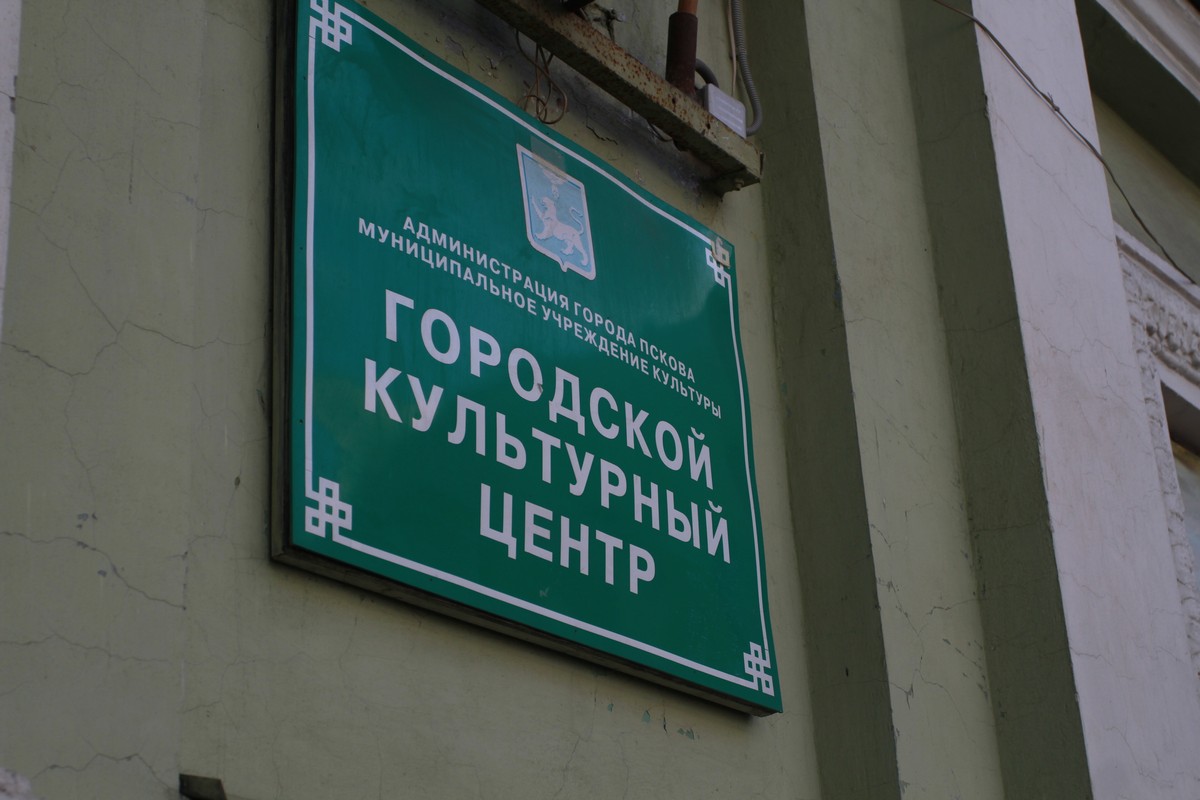 АДМИНИСТРАЦИЯ ГОРОДА ПСКОВА
МУНИЦИПАЛЬНОЕ УЧРЕЖДЕНИЕ КУЛЬТУРЫ
ГОРОДСКОЙ
КУЛЬТУРНЫЙ
ЦЕНТР